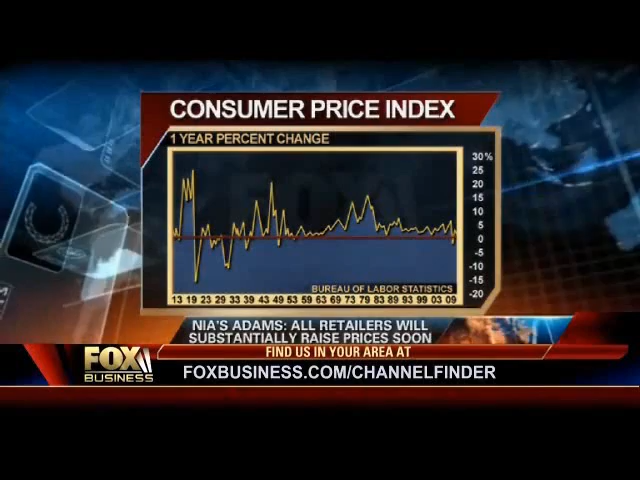 CONSUMER PRICE INDEX
1 YEAR PERCENT CHANGE
30%
25
20
15
10
5
0
-5
-10
-15
-20
BUREAU OF LABOR STATISTICS
13 19 23 29 33 39 43 49 53 59 63 69 73 79 83 89 93 99 03 09
NIA'S ADAMS: ALL RETAILERS WILL
SUBSTANTIALLY RAISE PRICES SOON
FIND US IN YOUR AREA AT
FOX
BUSINESS
FOXBUSINESS.COM/CHANNELFINDER